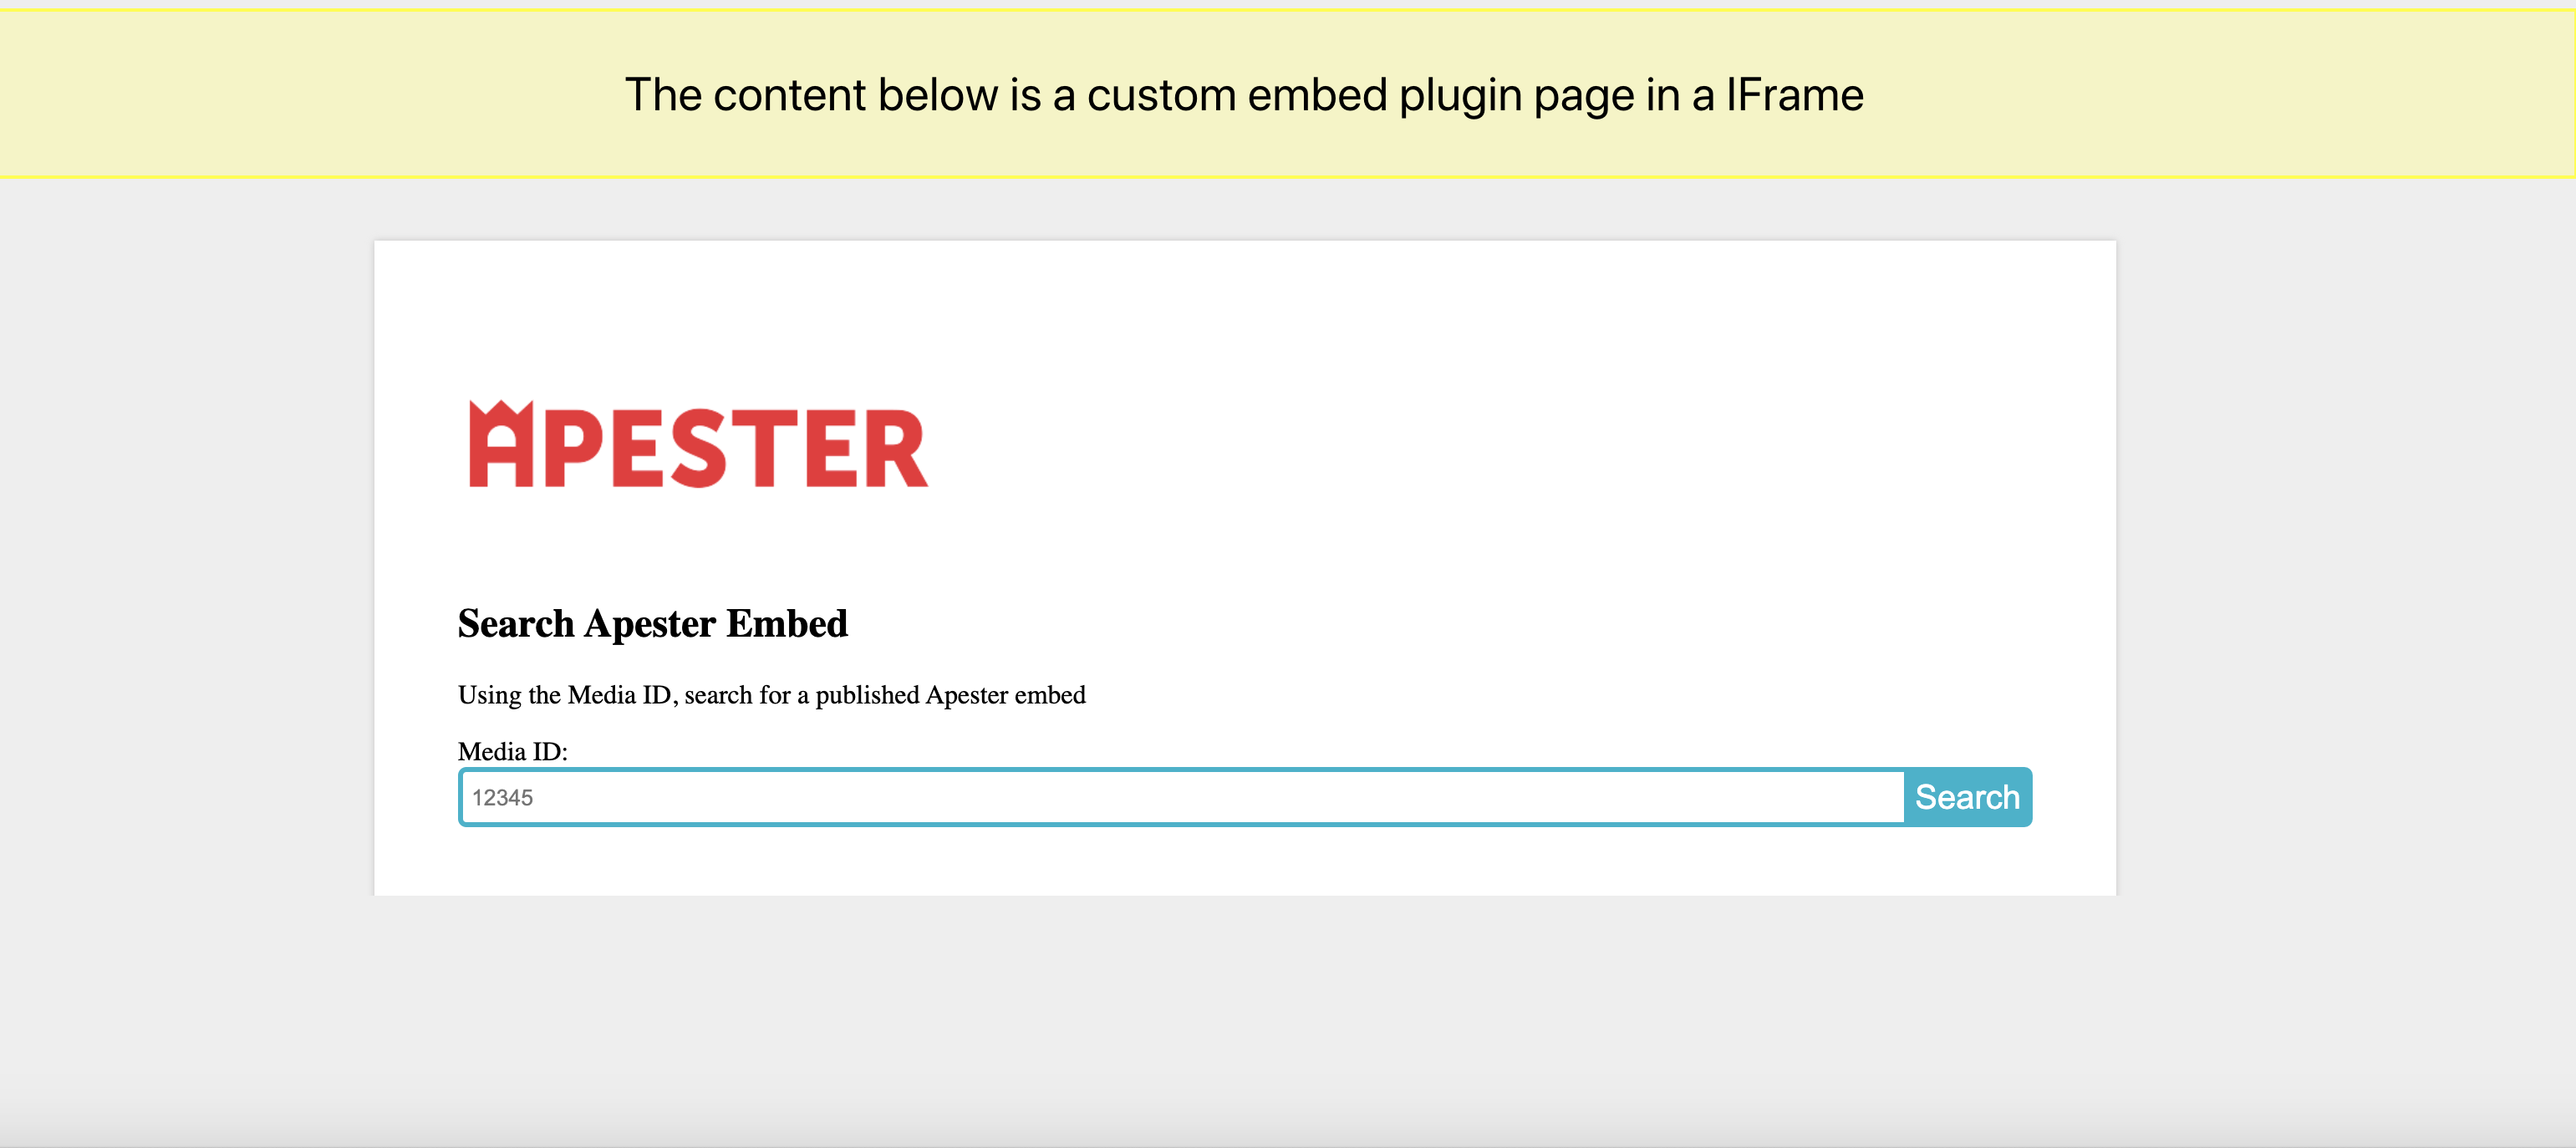 The content below is a custom embed plugin page in a IFrame
APESTER
Search Apester Embed
Using the Media ID, search for a published Apester embed
Media ID:
12345
Search